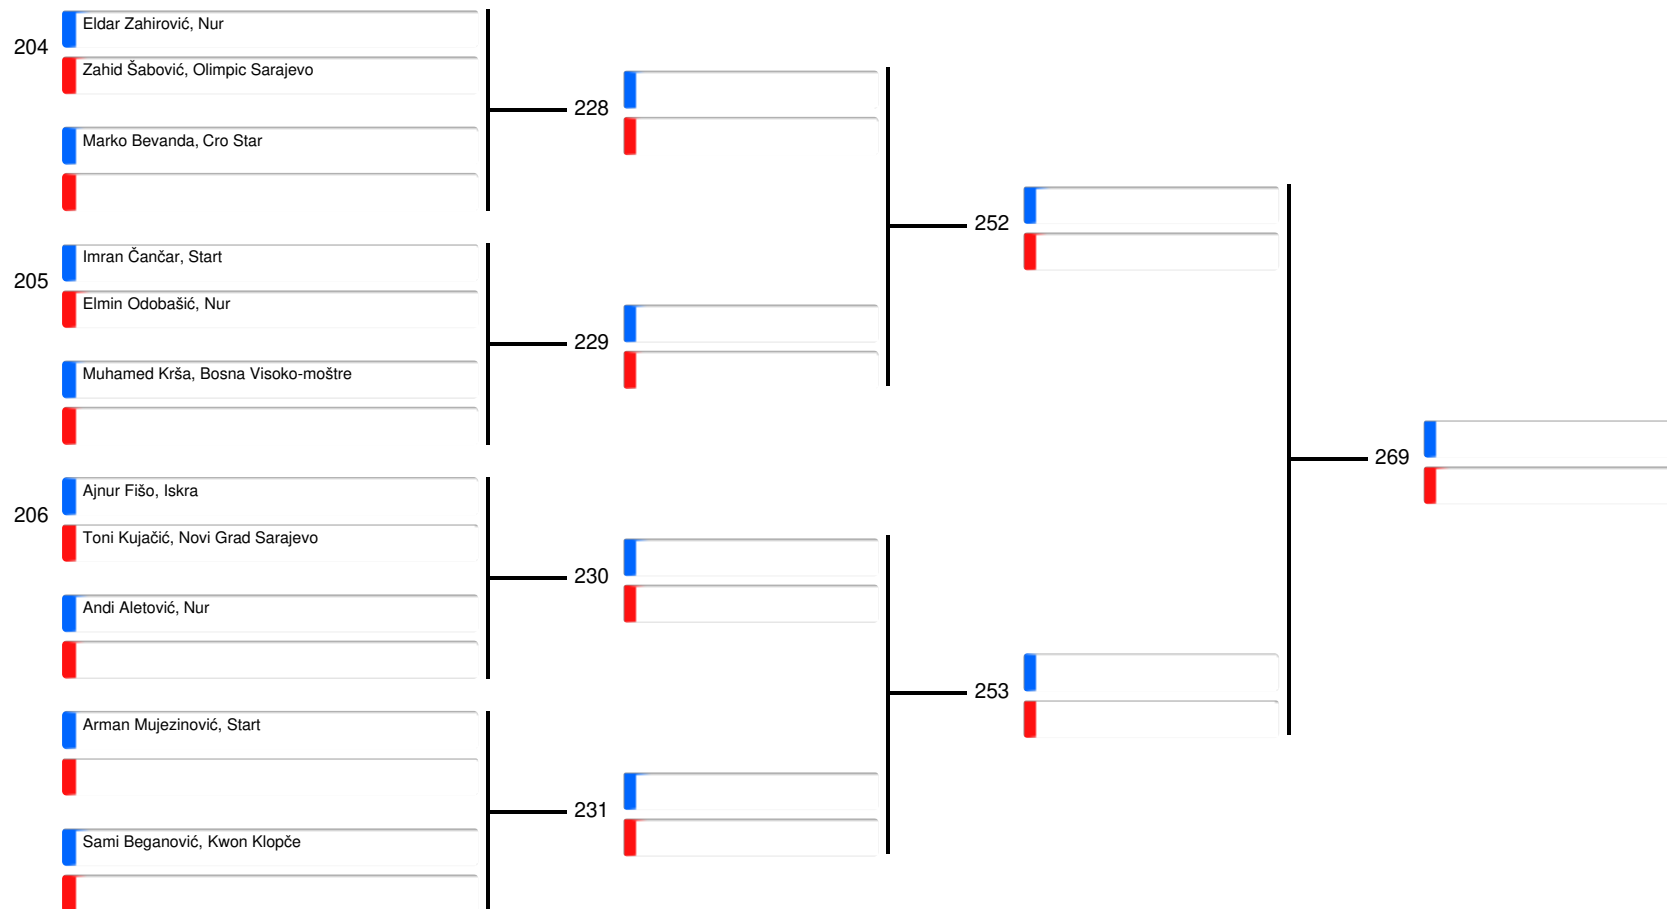 204
Eldar Zahirović, Nur
Zahid Šabović, Olimpic Sarajevo
Marko Bevanda, Cro Star
205
Imran Čančar, Start
Elmin Odobašić, Nur
Muhamed Krša, Bosna Visoko-moštre
206
Ajnur Fišo, Iskra
Toni Kujačić, Novi Grad Sarajevo
Andi Aletović, Nur
Arman Mujezinović, Start
Sami Beganović, Kwon Klopče
228
229
230
231
252
253
269